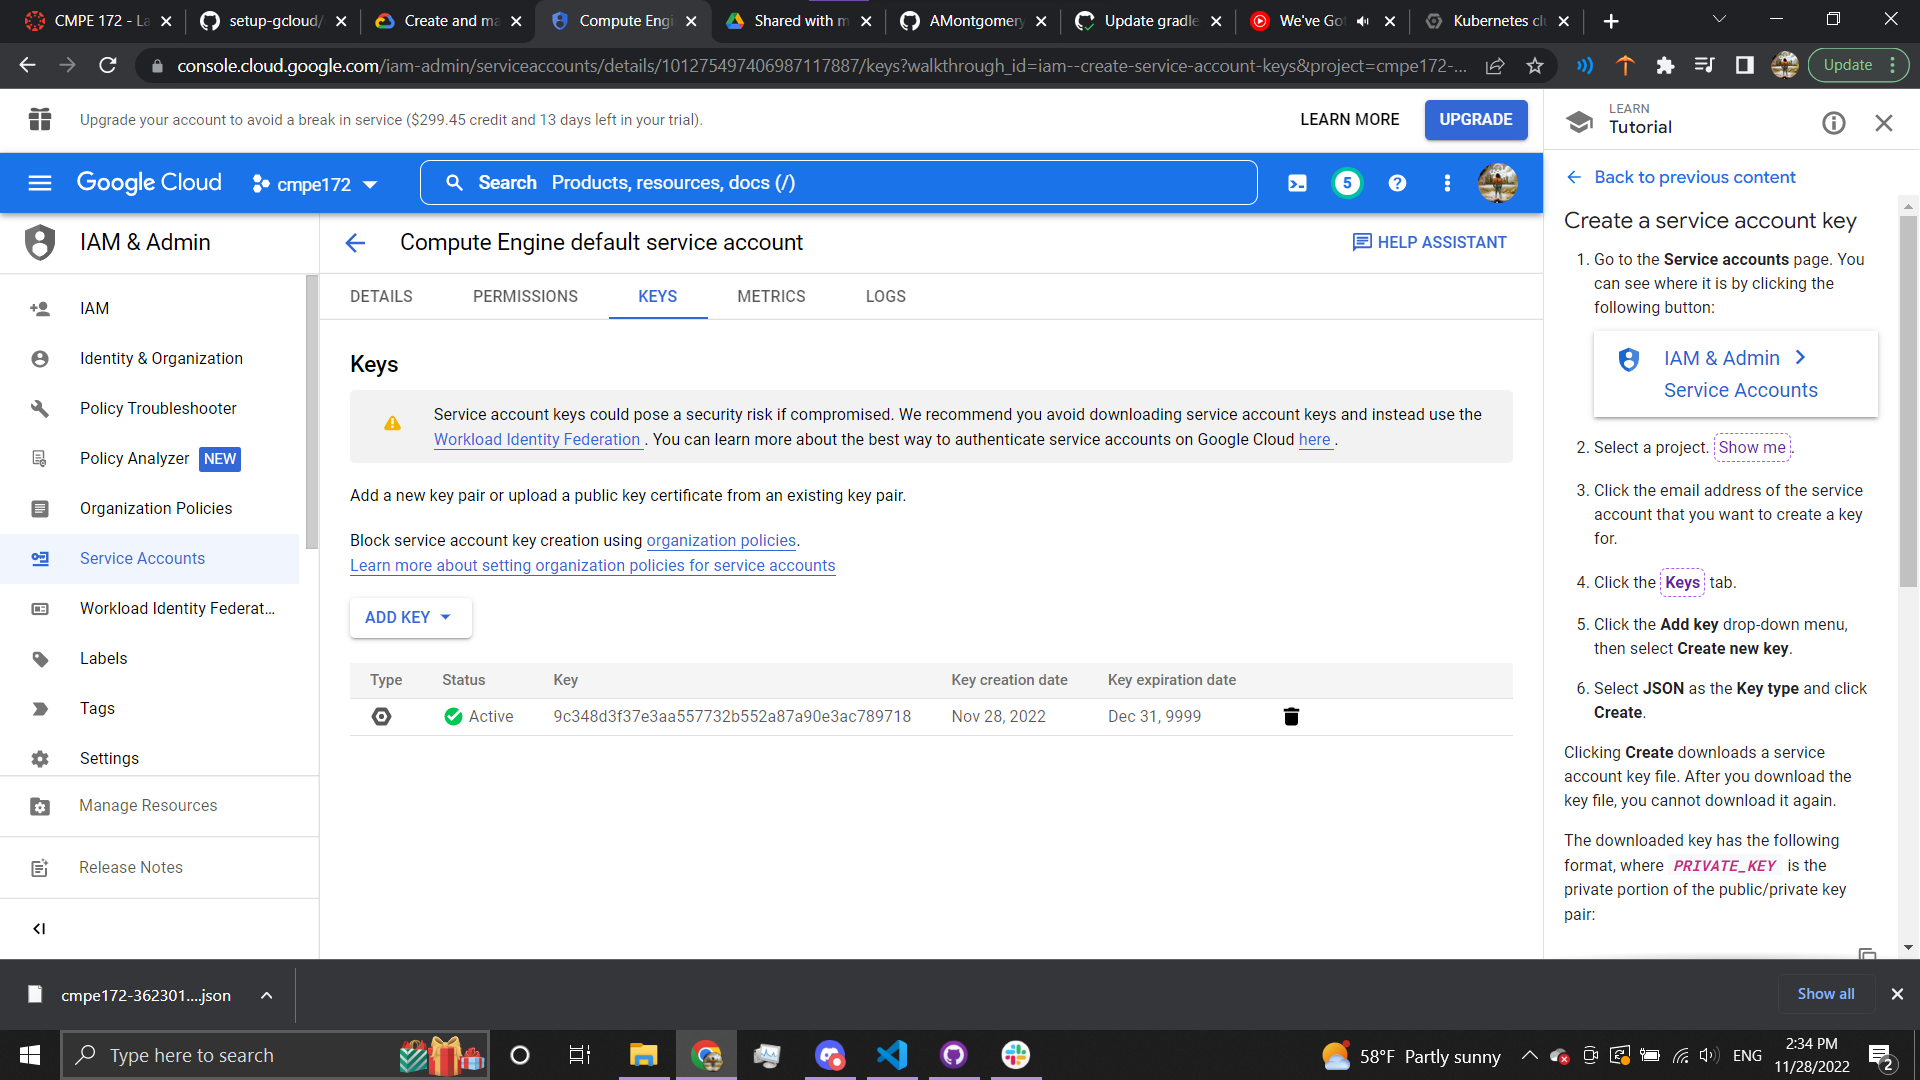 CMPE 172 - La
setup-gcloud/
Create and ma
Compute Engi
Shared with m
AMontgomery
Update gradle
We've Got
Kubernetes clu
console.cloud.google.com/iam-admin/serviceaccounts/details/101275497406987117887/keys?walkthrough_id=iam--create-service-account-keys&project=cmpe172-...
Update
Upgrade your account to avoid a break in service ($299.45 credit and 13 days left in your trial).
LEARN MORE
UPGRADE
Google Cloud
cmpe172
Search Products, resources, docs (/)
5
IAM & Admin
IAM
Identity & Organization
Policy Troubleshooter
Policy Analyzer NEW
Organization Policies
Service Accounts
Workload Identity Federat...
Labels
Tags
Settings
Manage Resources
Release Notes
Compute Engine default service account
HELP ASSISTANT
DETAILS PERMISSIONS KEYS METRICS LOGS
Keys
Service account keys could pose a security risk if compromised. We recommend you avoid downloading service account keys and instead use the
Workload Identity Federation . You can learn more about the best way to authenticate service accounts on Google Cloud here .
Add a new key pair or upload a public key certificate from an existing key pair.
Block service account key creation using organization policies.
Learn more about setting organization policies for service accounts
ADD KEY
Type Status Key Key creation date Key expiration date
Active 9c348d3f37e3aa557732b552a87a90e3ac789718 Nov 28, 2022 Dec 31, 9999
LEARN
Tutorial
Back to previous content
Create a service account key
1. Go to the Service accounts page. You
can see where it is by clicking the
following button:
IAM & Admin
Service Accounts
2. Select a project. Show me.
3. Click the email address of the service
account that you want to create a key
for.
4. Click the Keys tab.
5. Click the Add key drop-down menu,
then select Create new key.
6. Select JSON as the Key type and click
Create.
Clicking Create downloads a service
account key file. After you download the
key file, you cannot download it again.
The downloaded key has the following
format, where PRIVATE_KEY is the
private portion of the public/private key
pair:
cmpe172-362301....json
Show all
Type here to search
58°F Partly sunny
ENG
2:34 PM
11/28/2022
2